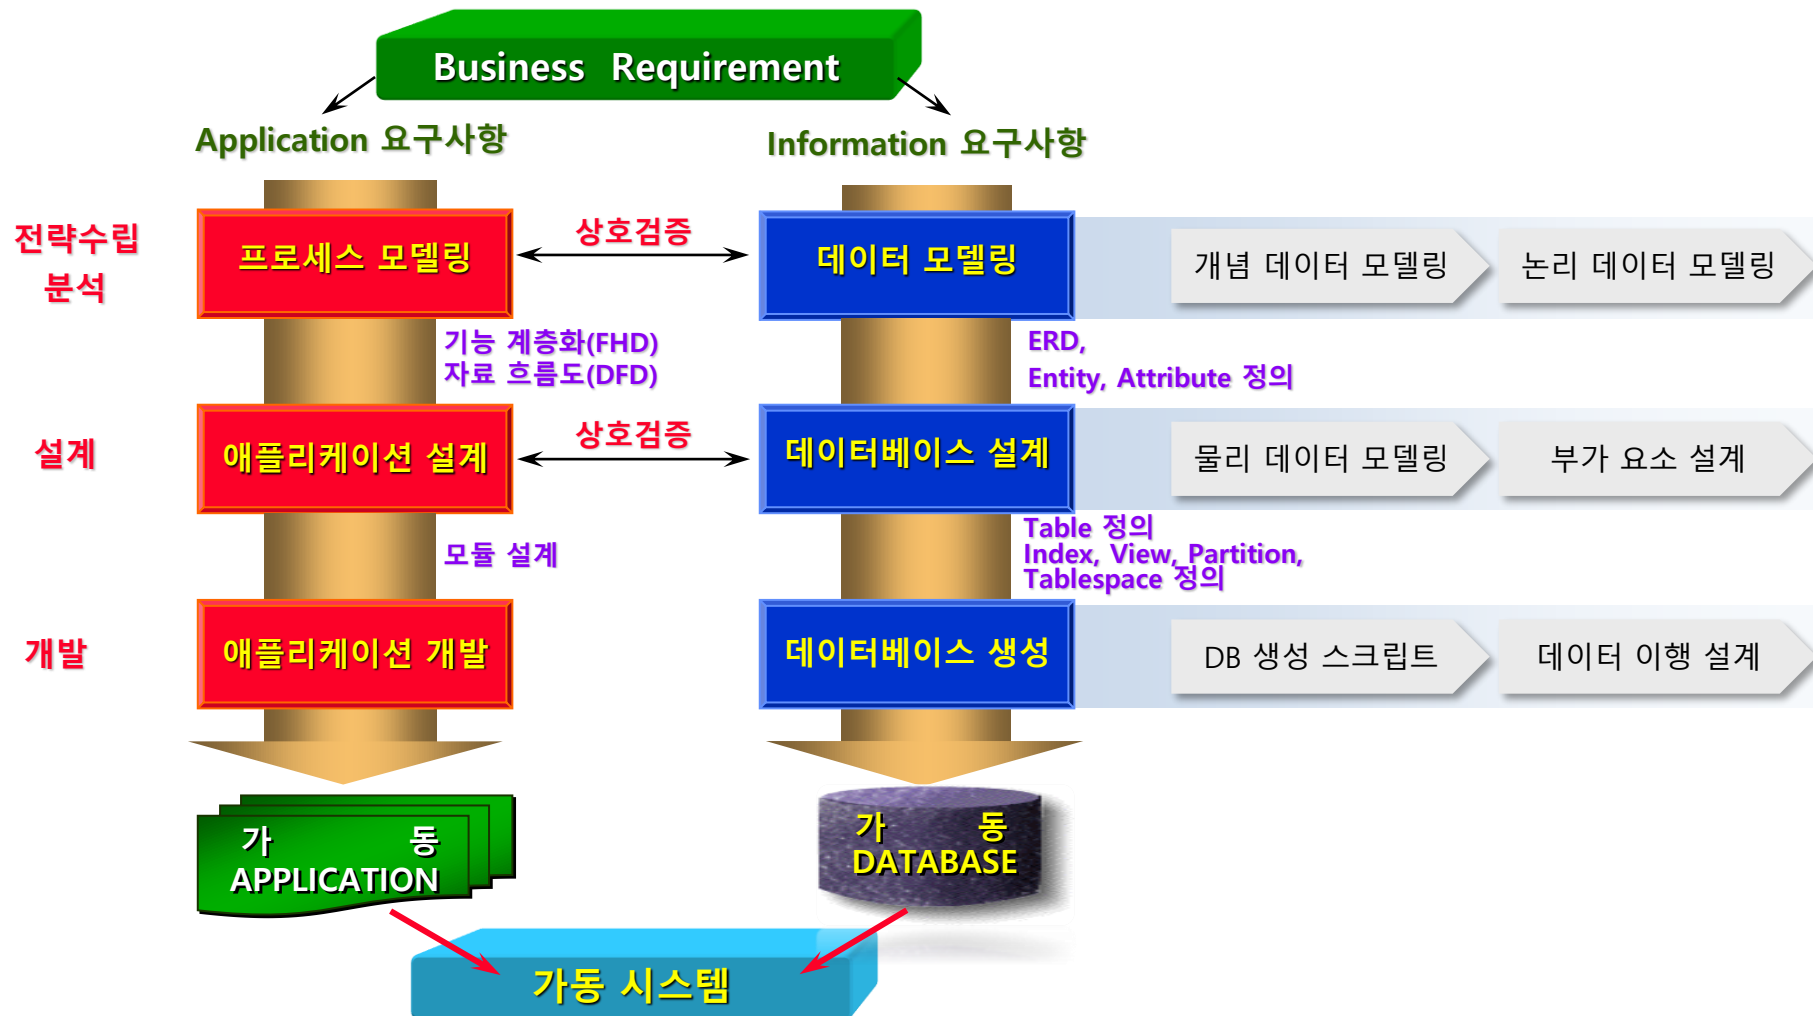 Business Requirement
Application 요구사항
Information 요구사항
전략수립
분석
프로세스 모델링
상호검증
데이터 모델링
개념 데이터 모델링
논리 데이터 모델링
기능 계층화(FHD)
자료 흐름도(DFD)
ERD,
Entity, Attribute 정의
설계
애플리케이션 설계
상호검증
데이터베이스 설계
물리 데이터 모델링
부가 요소 설계
모듈 설계
Table 정의
Index, View, Partition,
Tablespace 정의
개발
애플리케이션 개발
데이터베이스 생성
DB 생성 스크립트
데이터 이행 설계
가 동
APPLICATION
가 동
DATABASE
가동 시스템